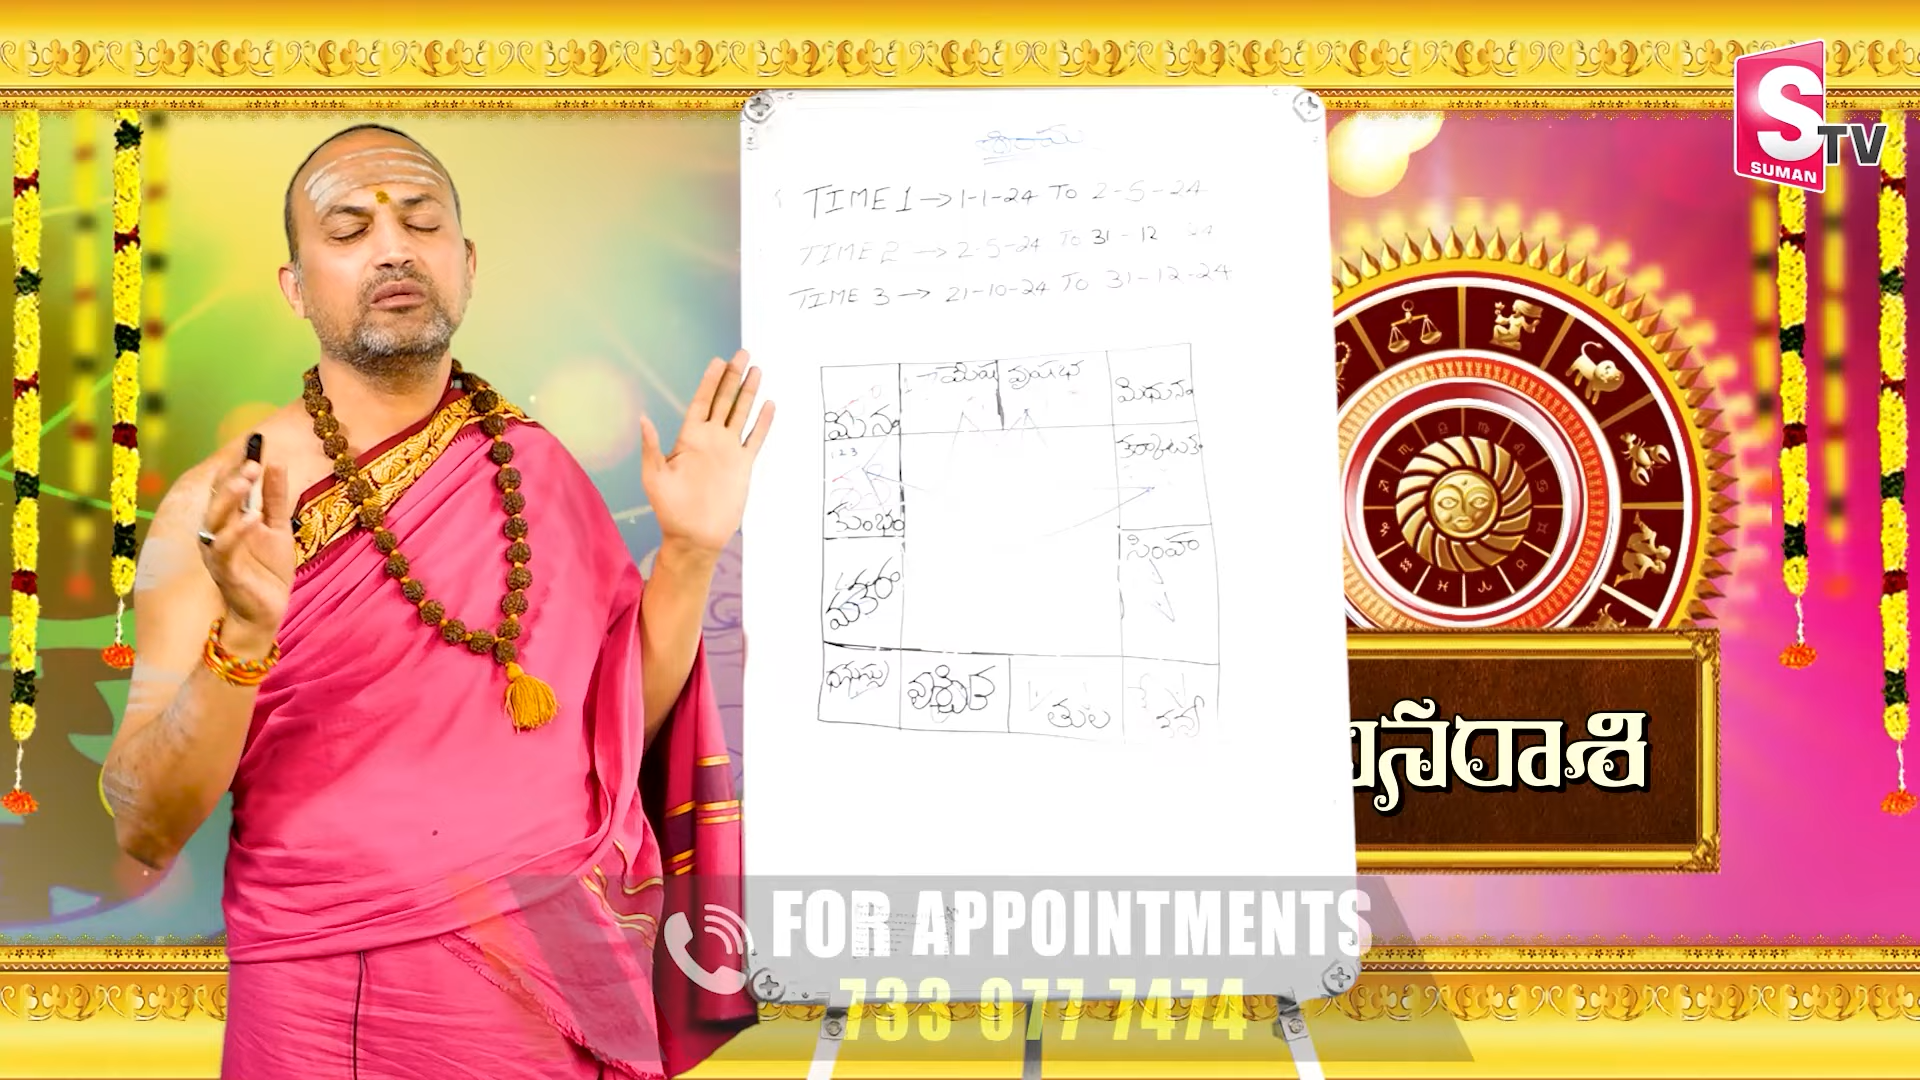 S TV
SUMAN
శ్రీరామ
TIME 1 → 1-1-24 TO 2-5-24
TIME 2 → 2-5-24 To 31-12 24
TIME 3 → 21-10-24 To 31-12-24
మేష వృషభ
మిథునం
మీనం
కర్కాటకం
123
కుంభం
సింహం
మకరం
ధనుస్సు వృశ్చిక తుల కన్యా
FOR APPOINTMENTS
733 077 7474